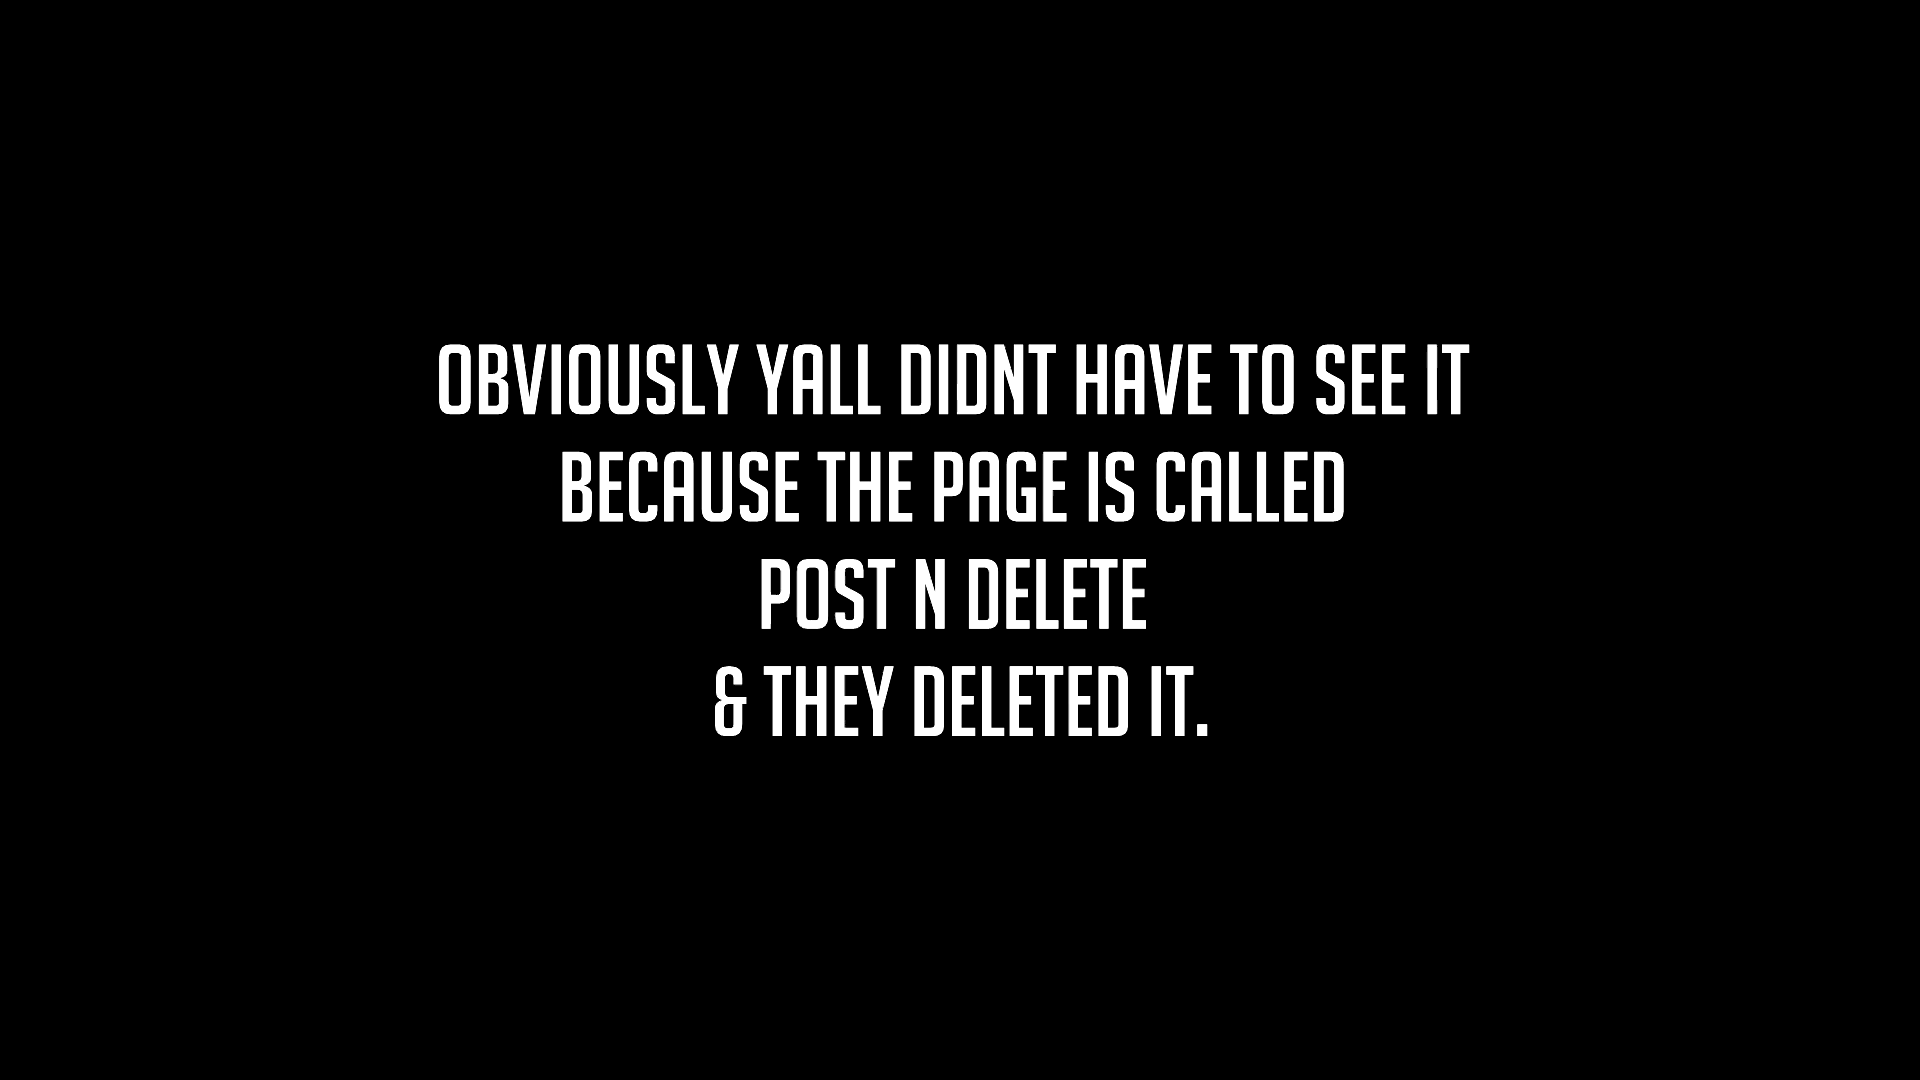 OBVIOUSLY YALL DIDNT HAVE TO SEE IT
BECAUSE THE PAGE IS CALLED
POST N DELETE
& THEY DELETED IT.